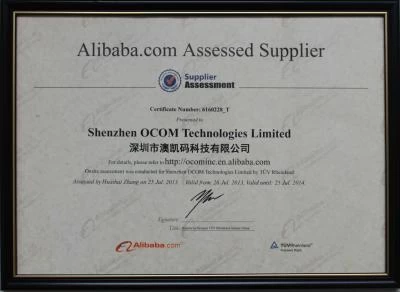 Alibaba.com Assessed Supplier
Supplier
Assessment
Certificate Number: 6160228_T
Presented to
Shenzhen OCOM Technologies Limited
深圳市澳凯码科技有限公司
For details, please refer to http://ocominc.en.alibaba.com
Onsite assessment was conducted for Shenzhen OCOM Technologies Limited by TÜV Rheinland
Assessed by Huaihai Zhang on 25 Jul. 2013. Valid from: 26 Jul. 2013, Valid until: 25 Jul. 2014.
Signature:
Title:
Alibaba.com
TÜVRheinland